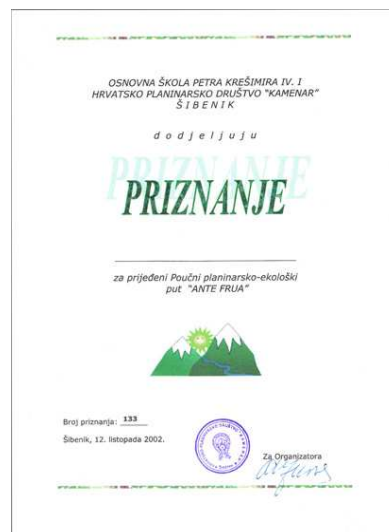 OSNOVNA ŠKOLA PETRA KREŠIMIRA IV. I
HRVATSKO PLANINARSKO DRUŠTVO "KAMENAR"
ŠIBENIK
dodjeljuju
PRIZNANJE
za prijeđeni Poučni planinarsko-ekološki
put "ANTE FRUA"
Broj priznanja: 133
Šibenik, 12. listopada 2002.
Za Organizatora